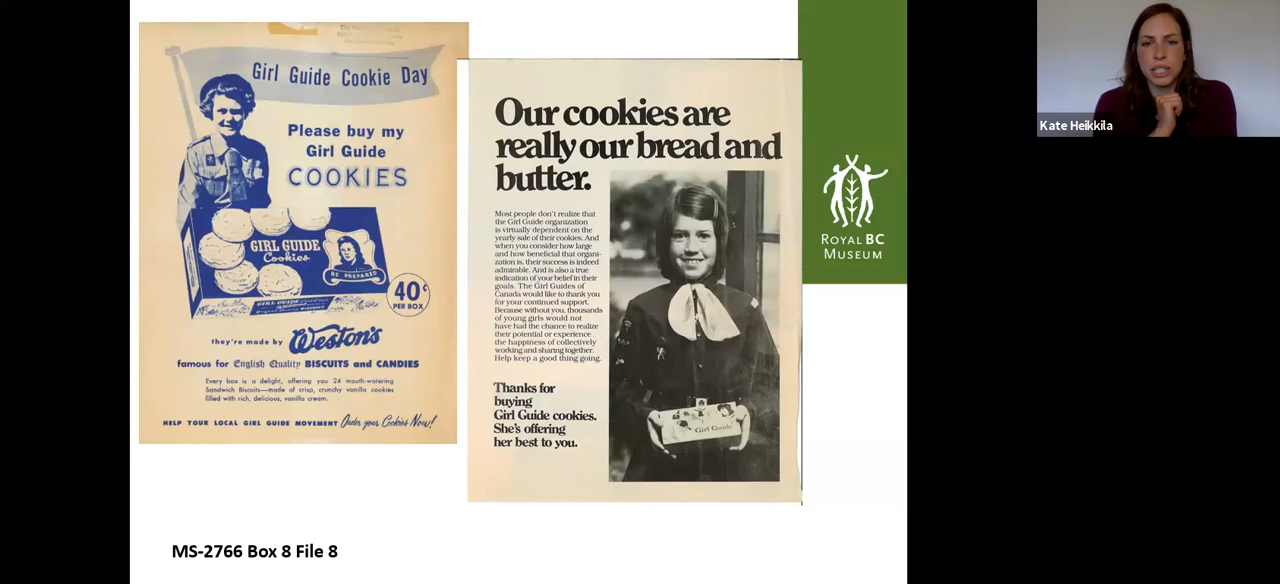 Girl Guide Cookie Day
Please buy my
Girl Guide
COOKIES
GIRL GUIDE
Cookies
BE PREPARED
GIRL GUIDE
40¢
PER BOX
they're made by Weston's
famous for English Quality BISCUITS and CANDIES
Every box is a delight, offering you 24 mouth-watering
Sandwich Biscuits—made of crisp, crunchy vanilla cookies
filled with rich, delicious, vanilla cream.
HELP YOUR LOCAL GIRL GUIDE MOVEMENT Order your Cookies Now!
Our cookies are
really our bread and
butter.
Most people don't realize that
the Girl Guide organization
is virtually dependent on the
yearly sale of their cookies. And
when you consider how large
and how beneficial that organi-
zation is, their success is indeed
admirable. And is also a true
indication of your belief in their
goals. The Girl Guides of
Canada would like to thank you
for your continued support.
Because without you, thousands
of young girls would not
have had the chance to realize
their potential or experience
the happiness of collectively
working and sharing together.
Help keep a good thing going.
Thanks for
buying
Girl Guide cookies.
She's offering
her best to you.
Girl Guide
ROYAL BC
MUSEUM
Kate Heikkila
MS-2766 Box 8 File 8